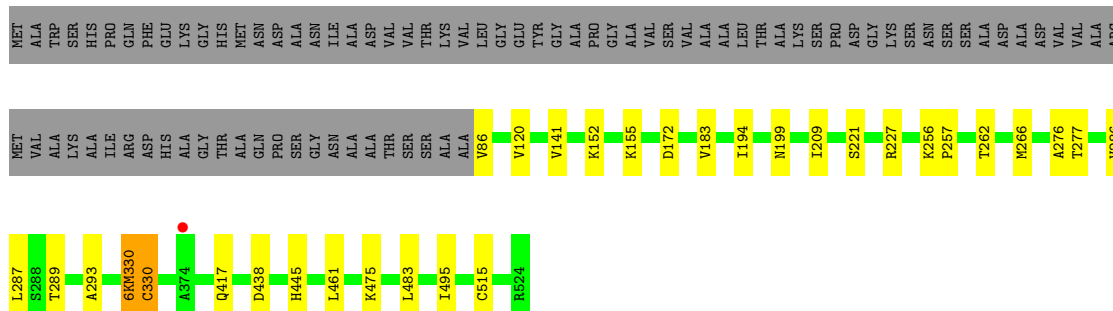 MET ALA TRP SER HIS PRO GLN PHE GLU LYS GLY HIS MET ASN ASP ALA ASN ILE ALA ASP VAL VAL THR LYS VAL LEU GLY GLU TYR GLY ALA PRO GLY ALA VAL SER VAL ALA ALA LEU THR ALA LYS SER PRO ASP GLY LYS SER ASN SER SER ALA ASP ALA ASP VAL VAL ALA ARG
MET VAL ALA LYS ALA ILE ARG ASP HIS ALA GLY THR ALA GLN PRO SER GLY ASN ALA ALA THR SER SER ALA ALA V86 V120 V141 K152 K155 D172 V183 I194 N199 I209 S221 R227 K256 P257 T262 M266 A276 T277
L287 S288 T289 A293 6KM330 C330 A374 Q417 D438 H445 L461 K475 L483 I495 C515 R524